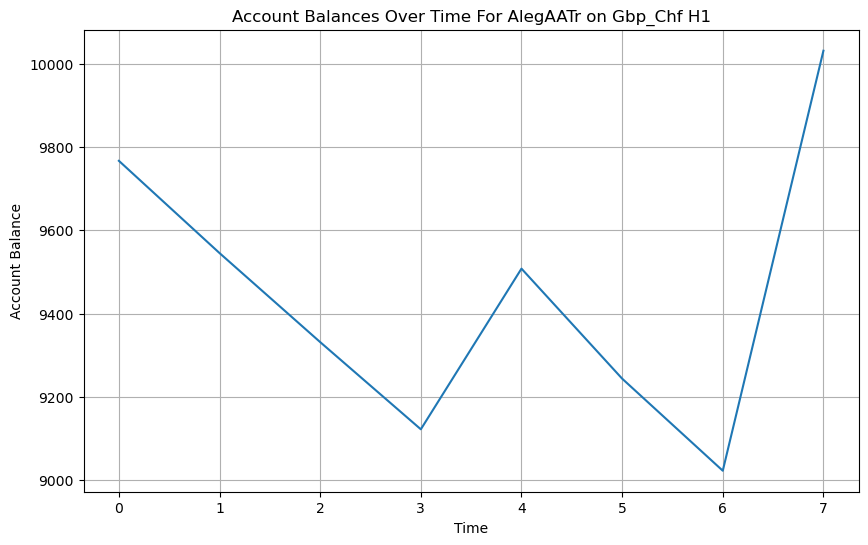 Account Balances Over Time For AlegAATr on Gbp_Chf H1
Account Balance
10000
9800
9600
9400
9200
9000
0 1 2 3 4 5 6 7
Time